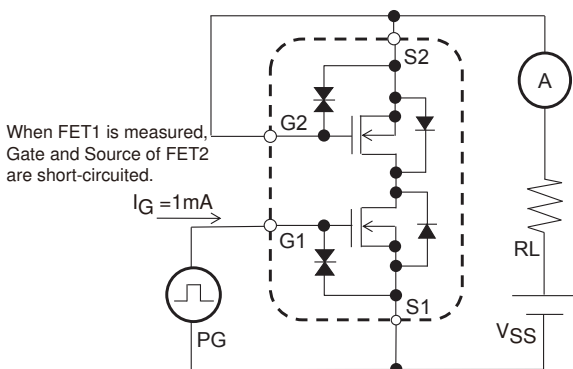 S2
A
When FET1 is measured,
Gate and Source of FET2
are short-circuited.
G2
IG =1mA
G1
RL
S1
PG
VSS